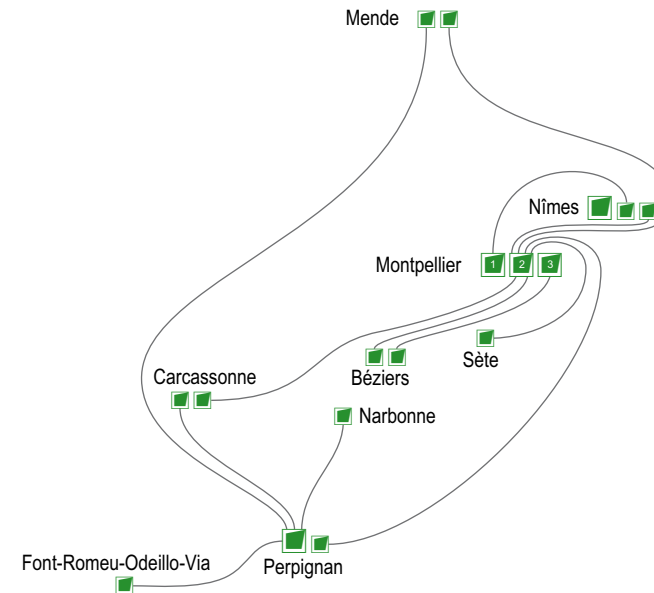 Mende
Nîmes
Montpellier
1 2 3
Sète
Béziers
Carcassonne
Narbonne
Font-Romeu-Odeillo-Via
Perpignan